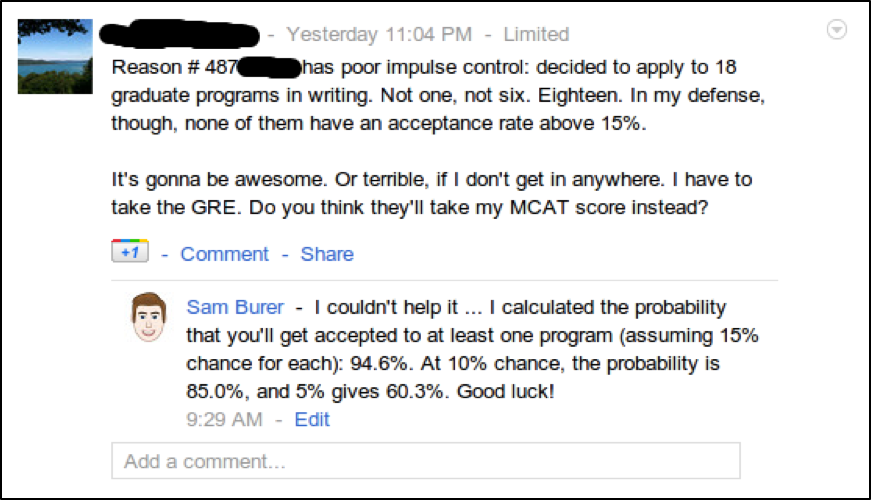 - Yesterday 11:04 PM - Limited
Reason # 487 has poor impulse control: decided to apply to 18
graduate programs in writing. Not one, not six. Eighteen. In my defense,
though, none of them have an acceptance rate above 15%.
It's gonna be awesome. Or terrible, if I don't get in anywhere. I have to
take the GRE. Do you think they'll take my MCAT score instead?
+1 - Comment - Share
Sam Burer - I couldn't help it ... I calculated the probability
that you'll get accepted to at least one program (assuming 15%
chance for each): 94.6%. At 10% chance, the probability is
85.0%, and 5% gives 60.3%. Good luck!
9:29 AM - Edit
Add a comment...